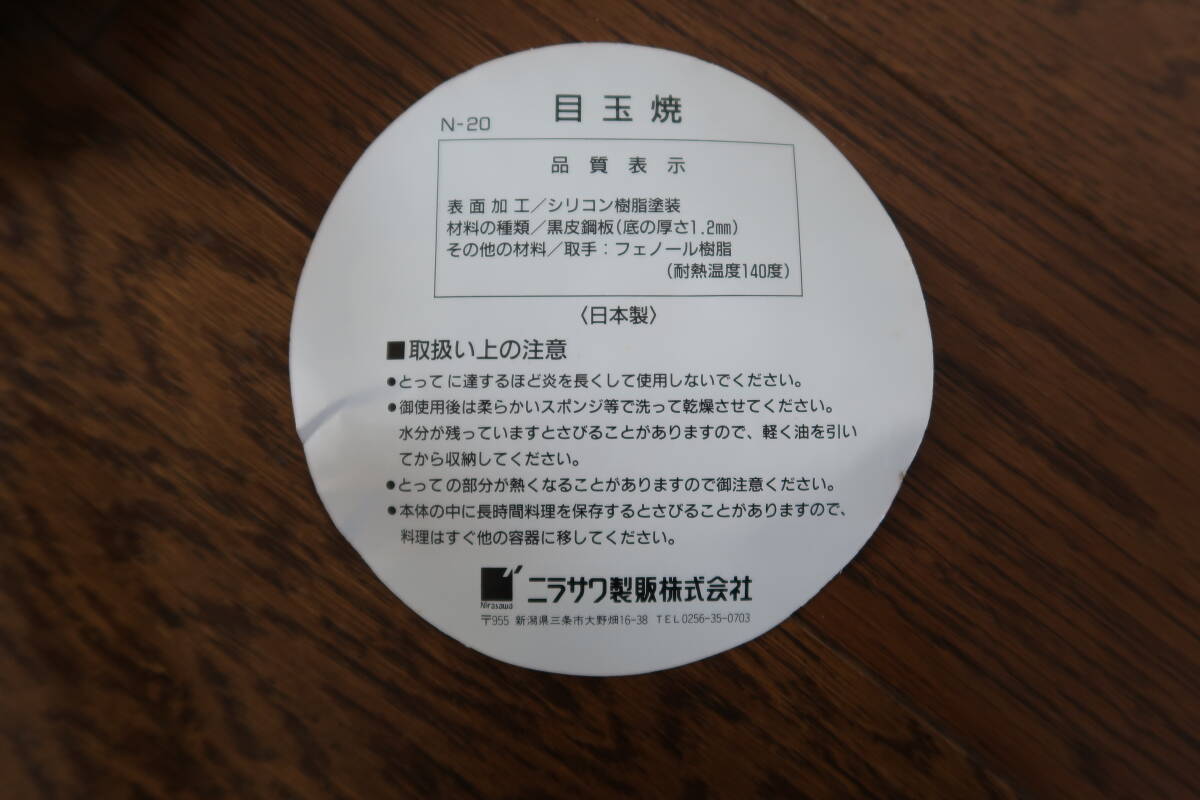 N-20 目玉焼
品質表示
表面加工／シリコン樹脂塗装
材料の種類／黒皮鋼板(底の厚さ1.2㎜)
その他の材料／取手：フェノール樹脂
(耐熱温度140度)
〈日本製〉
■取扱い上の注意
●とってに達するほど炎を長くして使用しないでください。
●御使用後は柔らかいスポンジ等で洗って乾燥させてください。
水分が残っていますとさびることがありますので、軽く油を引い
てから収納してください。
●とっての部分が熱くなることがありますので御注意ください。
●本体の中に長時間料理を保存するとさびることがありますので、
料理はすぐ他の容器に移してください。
Nirasawa ニラサワ製販株式会社
〒955 新潟県三条市大野畑16-38 TEL0256-35-0703